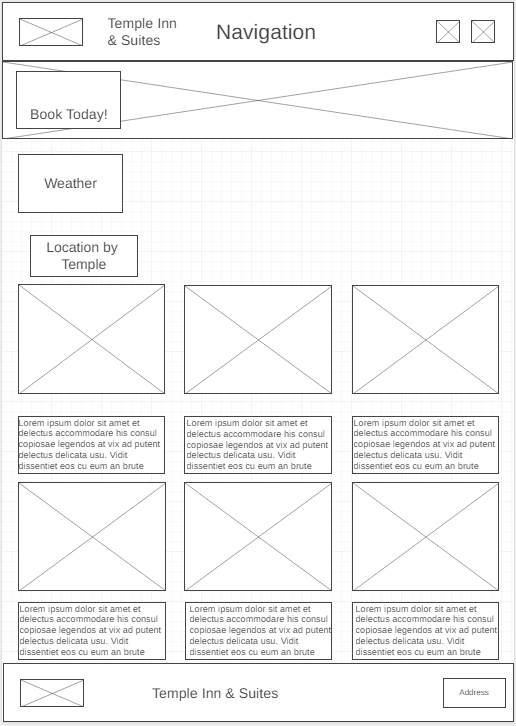 Temple Inn
& Suites
Navigation
Book Today!
Weather
Location by
Temple
Lorem ipsum dolor sit amet et
delectus accommodare his consul
copiosae legendos at vix ad putent
delectus delicata usu. Vidit
dissentiet eos cu eum an brute
Lorem ipsum dolor sit amet et
delectus accommodare his consul
copiosae legendos at vix ad putent
delectus delicata usu. Vidit
dissentiet eos cu eum an brute
Lorem ipsum dolor sit amet et
delectus accommodare his consul
copiosae legendos at vix ad putent
delectus delicata usu. Vidit
dissentiet eos cu eum an brute
Lorem ipsum dolor sit amet et
delectus accommodare his consul
copiosae legendos at vix ad putent
delectus delicata usu. Vidit
dissentiet eos cu eum an brute
Lorem ipsum dolor sit amet et
delectus accommodare his consul
copiosae legendos at vix ad putent
delectus delicata usu. Vidit
dissentiet eos cu eum an brute
Lorem ipsum dolor sit amet et
delectus accommodare his consul
copiosae legendos at vix ad putent
delectus delicata usu. Vidit
dissentiet eos cu eum an brute
Temple Inn & Suites
Address